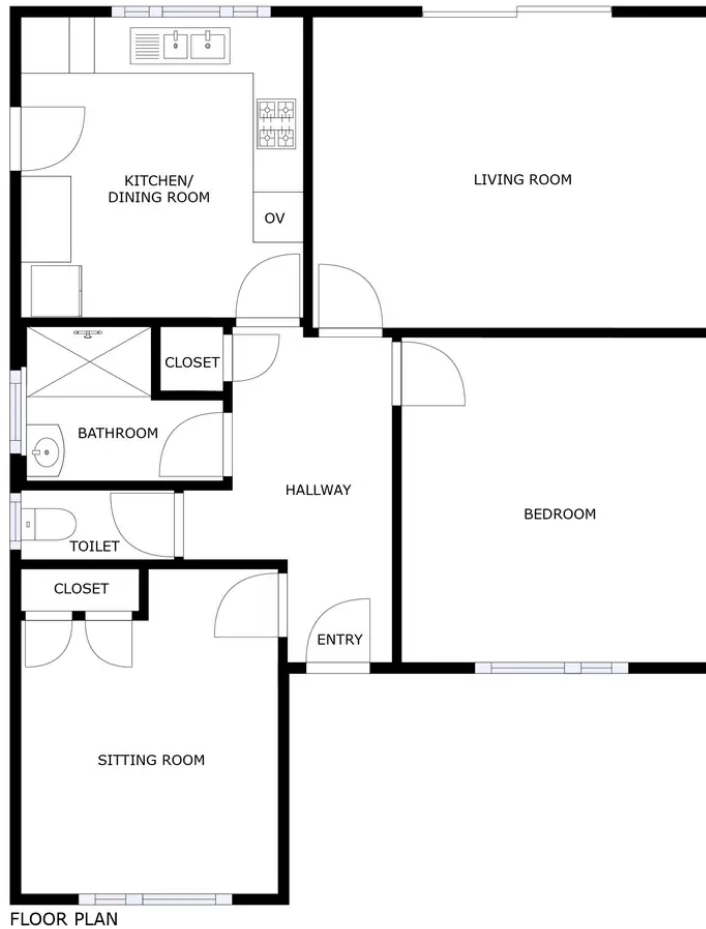 KITCHEN/
DINING ROOM
LIVING ROOM
OV
CLOSET
BATHROOM
HALLWAY
BEDROOM
TOILET
CLOSET
ENTRY
SITTING ROOM
FLOOR PLAN